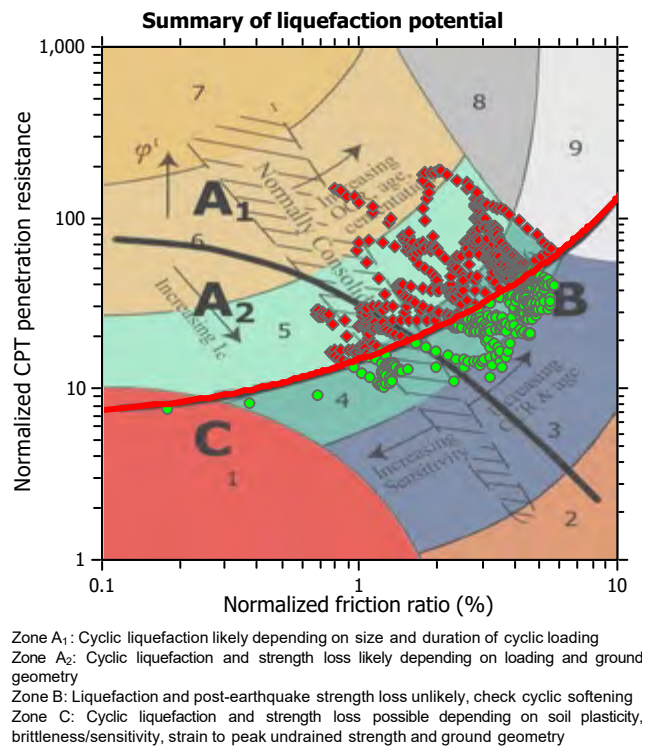 Summary of liquefaction potential
1,000
100
10
1
0.1
1
10
Normalized CPT penetration resistance
Normalized friction ratio (%)
7
8
9
φ'
A1
6
A2
5
B
4
C
1
3
2
Normally Consoli
Increasing
OCR, age,
cementatio
Increasing Ic
Increasing
OCR & age
Increasing
Sensitivity
Zone A1: Cyclic liquefaction likely depending on size and duration of cyclic loading
Zone A2: Cyclic liquefaction and strength loss likely depending on loading and ground
geometry
Zone B: Liquefaction and post-earthquake strength loss unlikely, check cyclic softening
Zone C: Cyclic liquefaction and strength loss possible depending on soil plasticity,
brittleness/sensitivity, strain to peak undrained strength and ground geometry